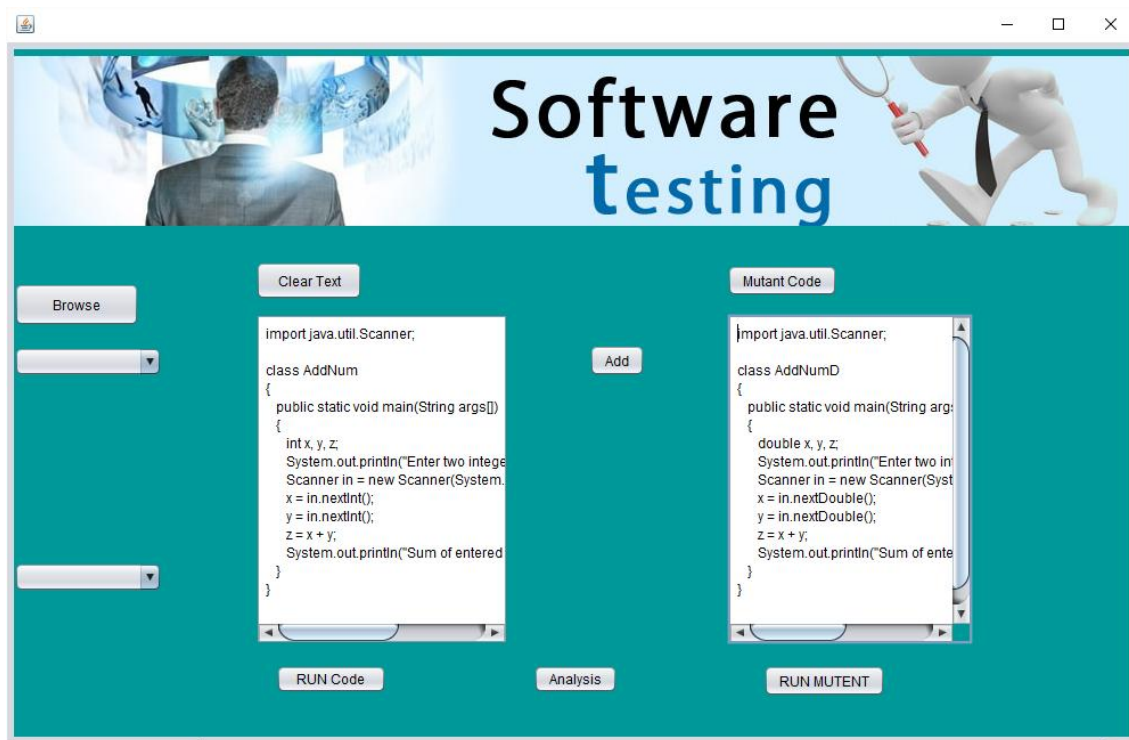 Software
testing
Clear Text
Mutant Code
Browse
Add
import java.util.Scanner;
class AddNum
{
public static void main(String args[])
{
int x, y, z;
System.out.println("Enter two intege
Scanner in = new Scanner(System.
x = in.nextInt();
y = in.nextInt();
z = x + y;
System.out.println("Sum of entered
}
}
import java.util.Scanner;
class AddNumD
{
public static void main(String arg
{
double x, y, z;
System.out.println("Enter two in
Scanner in = new Scanner(Syst
x = in.nextDouble();
y = in.nextDouble();
z = x + y;
System.out.println("Sum of ente
}
}
RUN Code
Analysis
RUN MUTENT